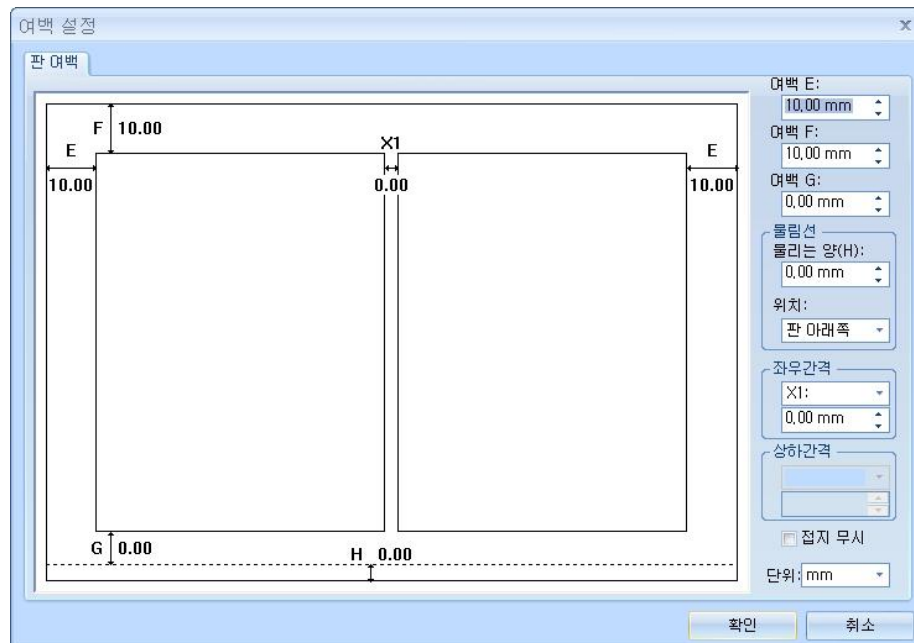 여백 설정
x
판 여백
F 10.00
E
10.00
X1
0.00
E
10.00
G 0.00
H 0.00
여백 E:
10,00 mm
여백 F:
10,00 mm
여백 G:
0,00 mm
물림선
물리는 양(H):
0,00 mm
위치:
판 아래쪽
좌우간격
X1:
0,00 mm
상하간격
접지 무시
단위: mm
확인
취소